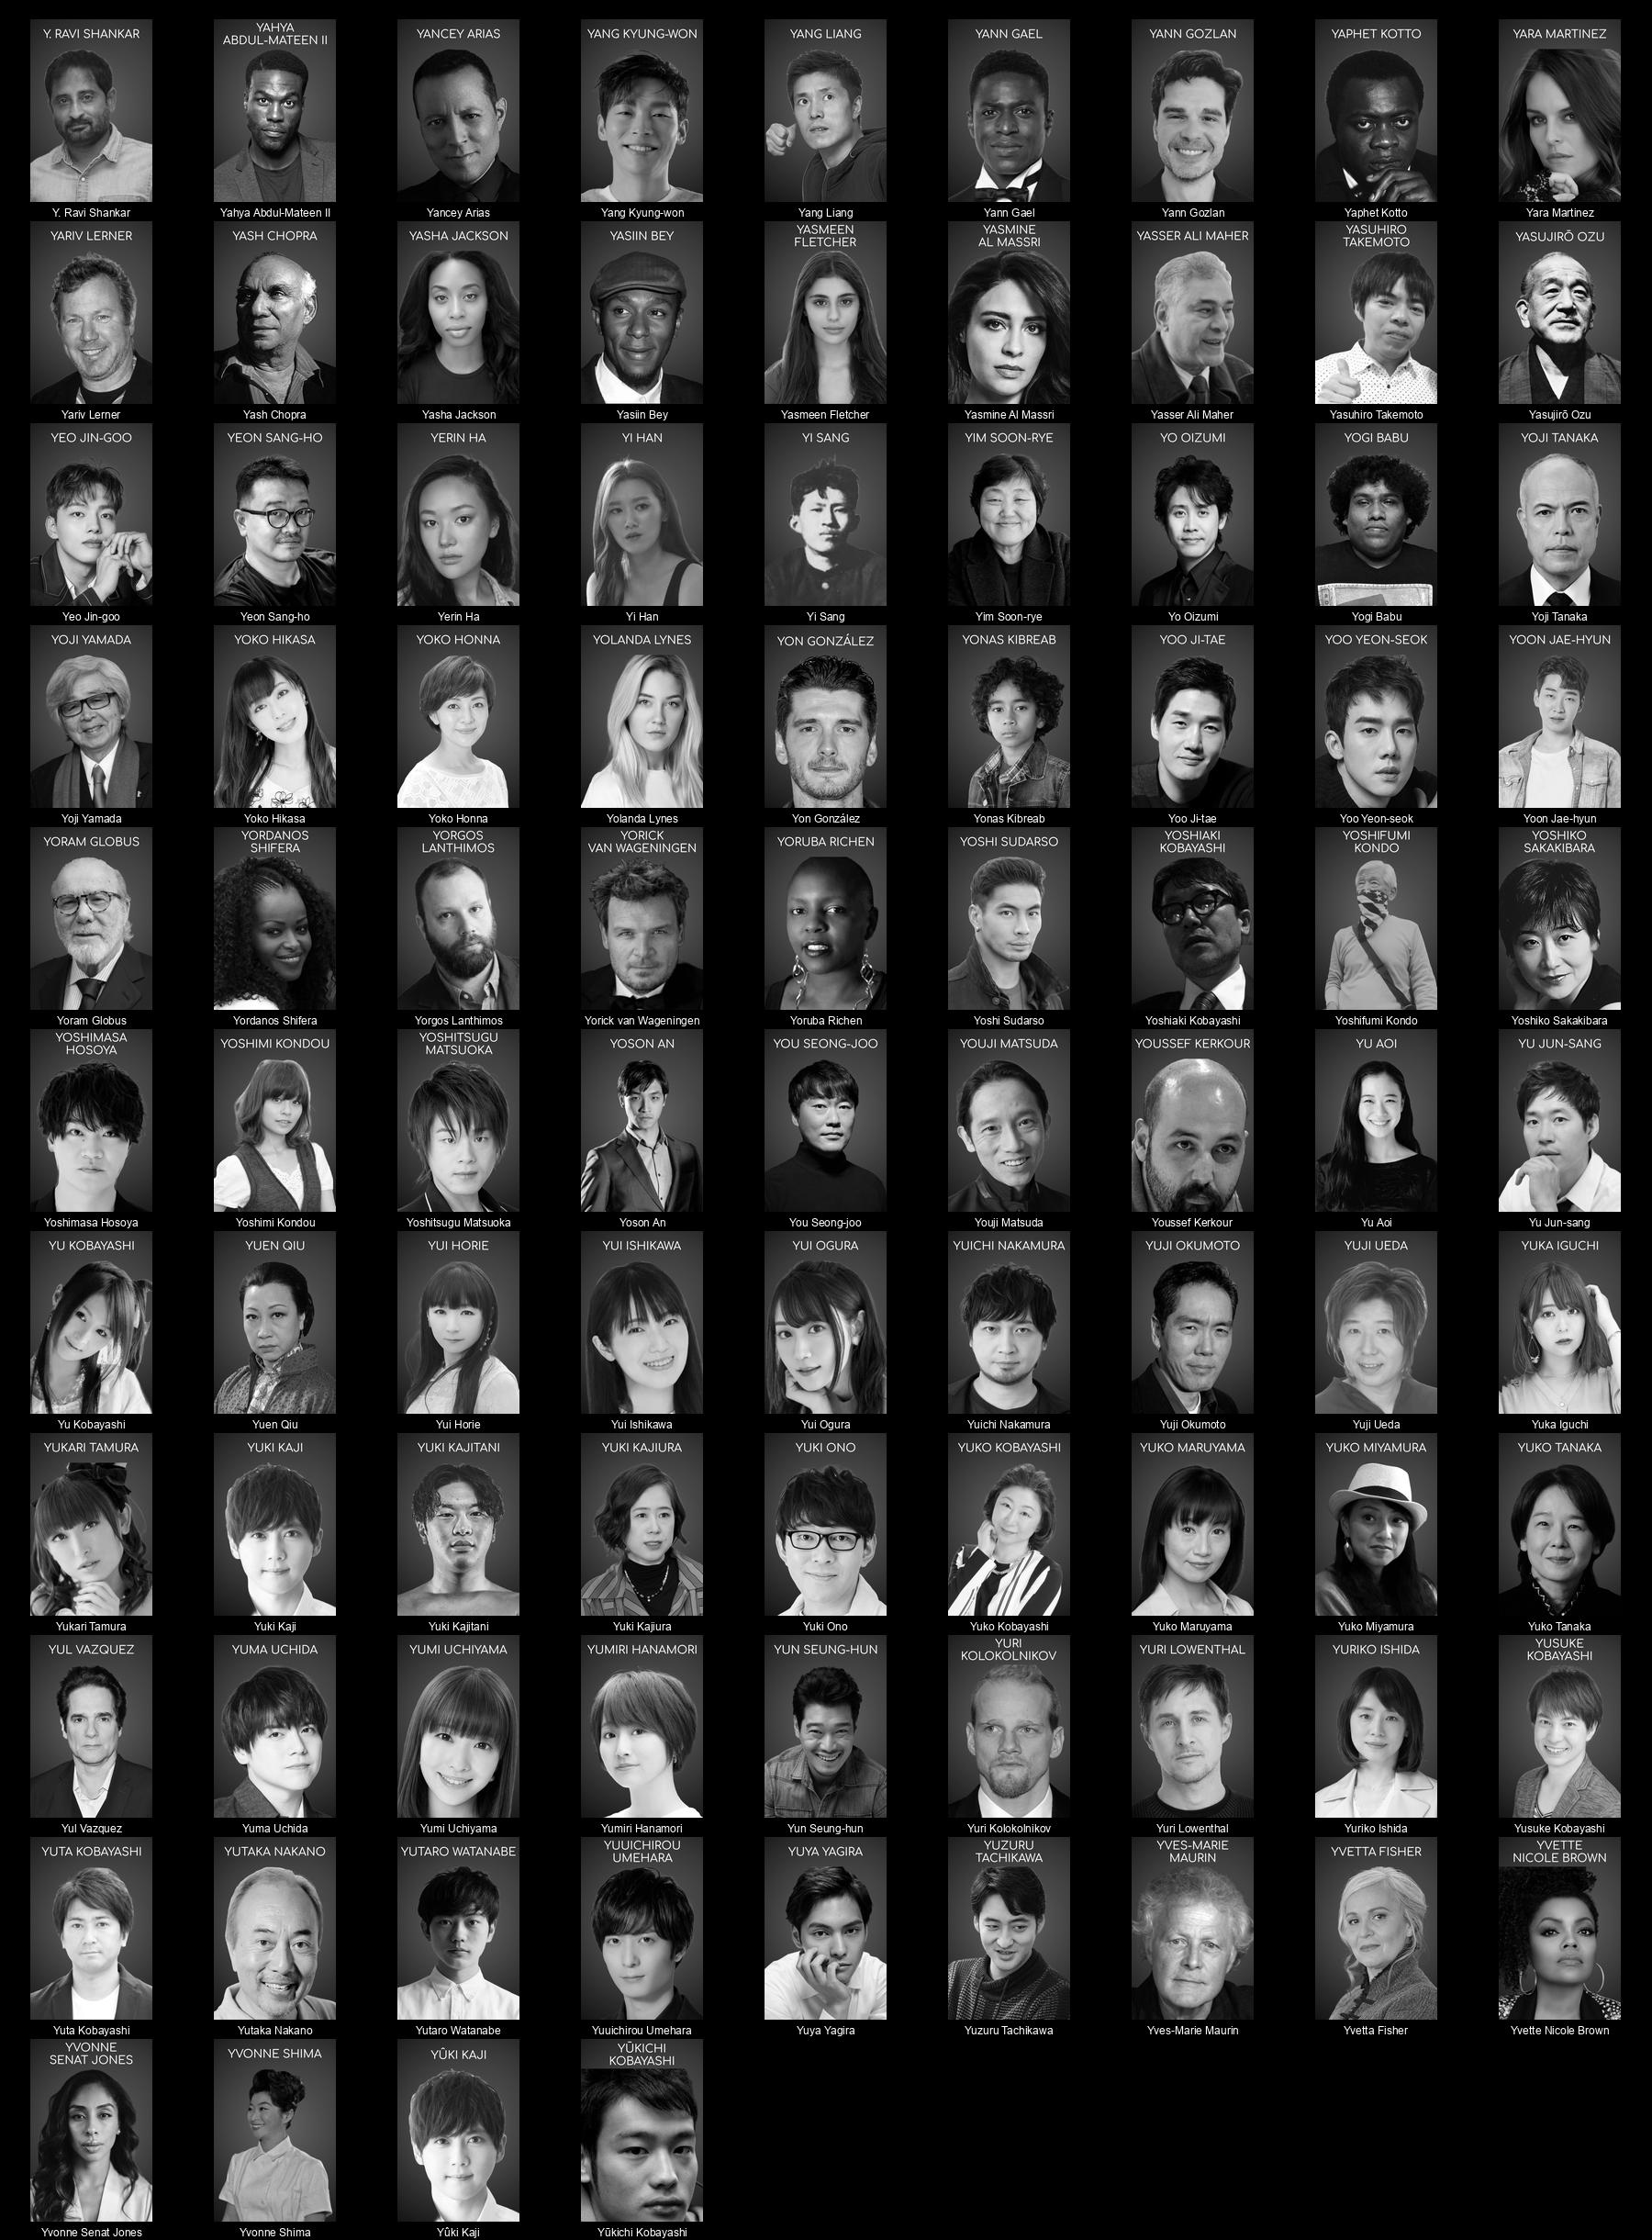 Y. RAVI SHANKAR
YAHYA
ABDUL-MATEEN II
YANCEY ARIAS
YANG KYUNG-WON
YANG LIANG
YANN GAEL
YANN GOZLAN
YAPHET KOTTO
YARA MARTINEZ
Y. Ravi Shankar
Yahya Abdul-Mateen II
Yancey Arias
Yang Kyung-won
Yang Liang
Yann Gael
Yann Gozlan
Yaphet Kotto
Yara Martinez
YARIV LERNER
YASH CHOPRA
YASHA JACKSON
YASIIN BEY
YASMEEN
FLETCHER
YASMINE
AL MASSRI
YASSER ALI MAHER
YASUHIRO
TAKEMOTO
YASUJIRŌ OZU
Yariv Lerner
Yash Chopra
Yasha Jackson
Yasiin Bey
Yasmeen Fletcher
Yasmine Al Massri
Yasser Ali Maher
Yasuhiro Takemoto
Yasujirō Ozu
YEO JIN-GOO
YEON SANG-HO
YERIN HA
YI HAN
YI SANG
YIM SOON-RYE
YO OIZUMI
YOGI BABU
YOJI TANAKA
Yeo Jin-goo
Yeon Sang-ho
Yerin Ha
Yi Han
Yi Sang
Yim Soon-rye
Yo Oizumi
Yogi Babu
Yoji Tanaka
YOJI YAMADA
YOKO HIKASA
YOKO HONNA
YOLANDA LYNES
YON GONZÁLEZ
YONAS KIBREAB
YOO JI-TAE
YOO YEON-SEOK
YOON JAE-HYUN
Yoji Yamada
Yoko Hikasa
Yoko Honna
Yolanda Lynes
Yon González
Yonas Kibreab
Yoo Ji-tae
Yoo Yeon-seok
Yoon Jae-hyun
YORAM GLOBUS
YORDANOS
SHIFERA
YORGOS
LANTHIMOS
YORICK
VAN WAGENINGEN
YORUBA RICHEN
YOSHI SUDARSO
YOSHIAKI
KOBAYASHI
YOSHIFUMI
KONDO
YOSHIKO
SAKAKIBARA
Yoram Globus
Yordanos Shifera
Yorgos Lanthimos
Yorick van Wageningen
Yoruba Richen
Yoshi Sudarso
Yoshiaki Kobayashi
Yoshifumi Kondo
Yoshiko Sakakibara
YOSHIMASA
HOSOYA
YOSHIMI KONDOU
YOSHITSUGU
MATSUOKA
YOSON AN
YOU SEONG-JOO
YOUJI MATSUDA
YOUSSEF KERKOUR
YU AOI
YU JUN-SANG
Yoshimasa Hosoya
Yoshimi Kondou
Yoshitsugu Matsuoka
Yoson An
You Seong-joo
Youji Matsuda
Youssef Kerkour
Yu Aoi
Yu Jun-sang
YU KOBAYASHI
YUEN QIU
YUI HORIE
YUI ISHIKAWA
YUI OGURA
YUICHI NAKAMURA
YUJI OKUMOTO
YUJI UEDA
YUKA IGUCHI
Yu Kobayashi
Yuen Qiu
Yui Horie
Yui Ishikawa
Yui Ogura
Yuichi Nakamura
Yuji Okumoto
Yuji Ueda
Yuka Iguchi
YUKARI TAMURA
YUKI KAJI
YUKI KAJITANI
YUKI KAJIURA
YUKI ONO
YUKO KOBAYASHI
YUKO MARUYAMA
YUKO MIYAMURA
YUKO TANAKA
Yukari Tamura
Yuki Kaji
Yuki Kajitani
Yuki Kajiura
Yuki Ono
Yuko Kobayashi
Yuko Maruyama
Yuko Miyamura
Yuko Tanaka
YUL VAZQUEZ
YUMA UCHIDA
YUMI UCHIYAMA
YUMIRI HANAMORI
YUN SEUNG-HUN
YURI
KOLOKOLNIKOV
YURI LOWENTHAL
YURIKO ISHIDA
YUSUKE
KOBAYASHI
Yul Vazquez
Yuma Uchida
Yumi Uchiyama
Yumiri Hanamori
Yun Seung-hun
Yuri Kolokolnikov
Yuri Lowenthal
Yuriko Ishida
Yusuke Kobayashi
YUTA KOBAYASHI
YUTAKA NAKANO
YUTARO WATANABE
YUUICHIROU
UMEHARA
YUYA YAGIRA
YUZURU
TACHIKAWA
YVES-MARIE
MAURIN
YVETTA FISHER
YVETTE
NICOLE BROWN
Yuta Kobayashi
Yutaka Nakano
Yutaro Watanabe
Yuuichirou Umehara
Yuya Yagira
Yuzuru Tachikawa
Yves-Marie Maurin
Yvetta Fisher
Yvette Nicole Brown
YVONNE
SENAT JONES
YVONNE SHIMA
YÛKI KAJI
YŪKICHI
KOBAYASHI
Yvonne Senat Jones
Yvonne Shima
Yûki Kaji
Yūkichi Kobayashi